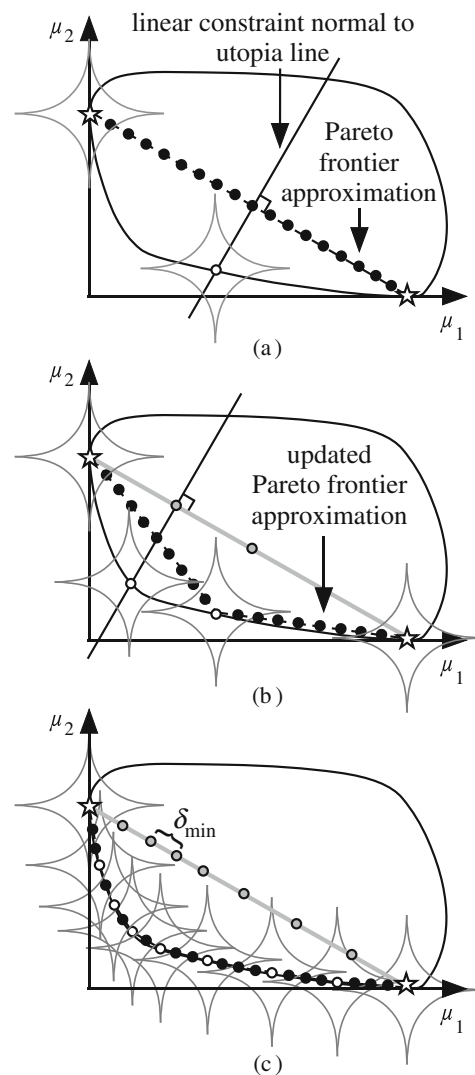 μ2
linear constraint normal to
utopia line
Pareto
frontier
approximation
μ1
(a)
μ2
updated
Pareto frontier
approximation
μ1
(b)
μ2
δmin
μ1
(c)